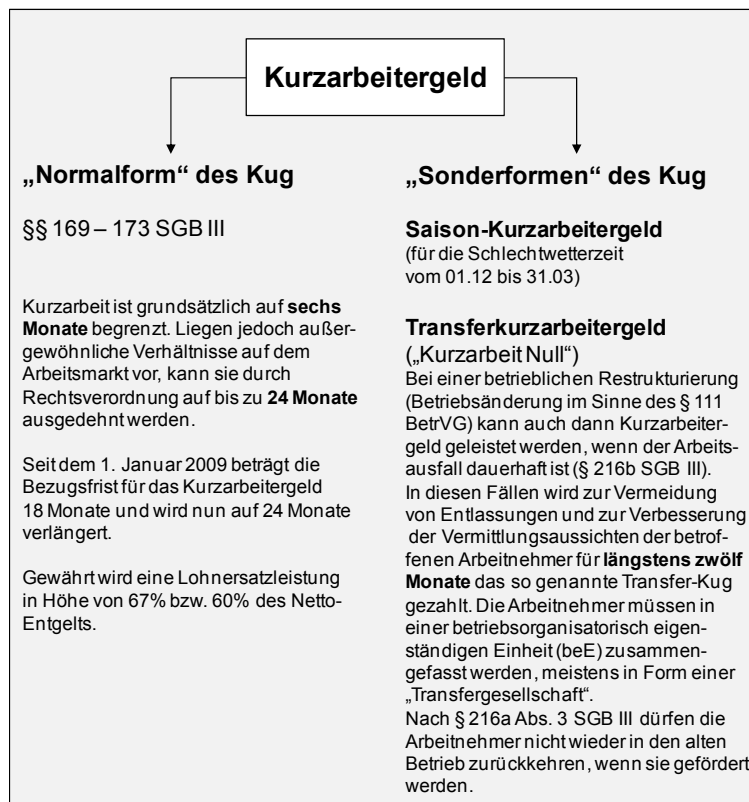 Kurzarbeitergeld
„Normalform“ des Kug
§§ 169 – 173 SGB III
Kurzarbeit ist grundsätzlich auf sechs
Monate begrenzt. Liegen jedoch außer-
gewöhnliche Verhältnisse auf dem
Arbeitsmarkt vor, kann sie durch
Rechtsverordnung auf bis zu 24 Monate
ausgedehnt werden.
Seit dem 1. Januar 2009 beträgt die
Bezugsfrist für das Kurzarbeitergeld
18 Monate und wird nun auf 24 Monate
verlängert.
Gewährt wird eine Lohnersatzleistung
in Höhe von 67% bzw. 60% des Netto-
Entgelts.
„Sonderformen“ des Kug
Saison-Kurzarbeitergeld
(für die Schlechtwetterzeit
vom 01.12 bis 31.03)
Transferkurzarbeitergeld
(„Kurzarbeit Null“)
Bei einer betrieblichen Restrukturierung
(Betriebsänderung im Sinne des § 111
BetrVG) kann auch dann Kurzarbeiter-
geld geleistet werden, wenn der Arbeits-
ausfall dauerhaft ist (§ 216b SGB III).
In diesen Fällen wird zur Vermeidung
von Entlassungen und zur Verbesserung
der Vermittlungsaussichten der betrof-
fenen Arbeitnehmer für längstens zwölf
Monate das so genannte Transfer-Kug
gezahlt. Die Arbeitnehmer müssen in
einer betriebsorganisatorisch eigen-
ständigen Einheit (beE) zusammen-
gefasst werden, meistens in Form einer
„Transfergesellschaft“.
Nach § 216a Abs. 3 SGB III dürfen die
Arbeitnehmer nicht wieder in den alten
Betrieb zurückkehren, wenn sie gefördert
werden.